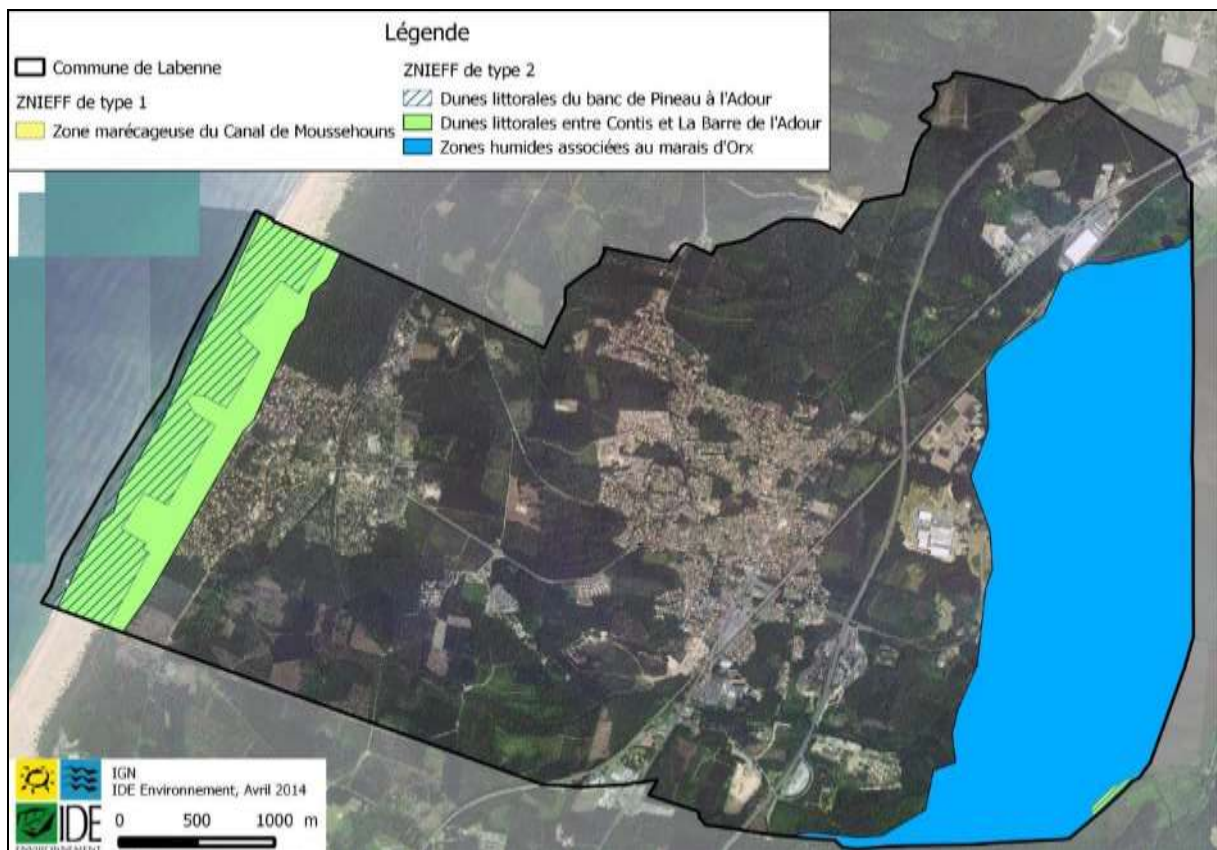 Légende
Commune de Labenne
ZNIEFF de type 1
Zone marécageuse du Canal de Moussehouns
ZNIEFF de type 2
Dunes littorales du banc de Pineau à l'Adour
Dunes littorales entre Contis et La Barre de l'Adour
Zones humides associées au marais d'Orx
IGN
IDE Environnement, Avril 2014
IDE
ENVIRONNEMENT
0 500 1000 m